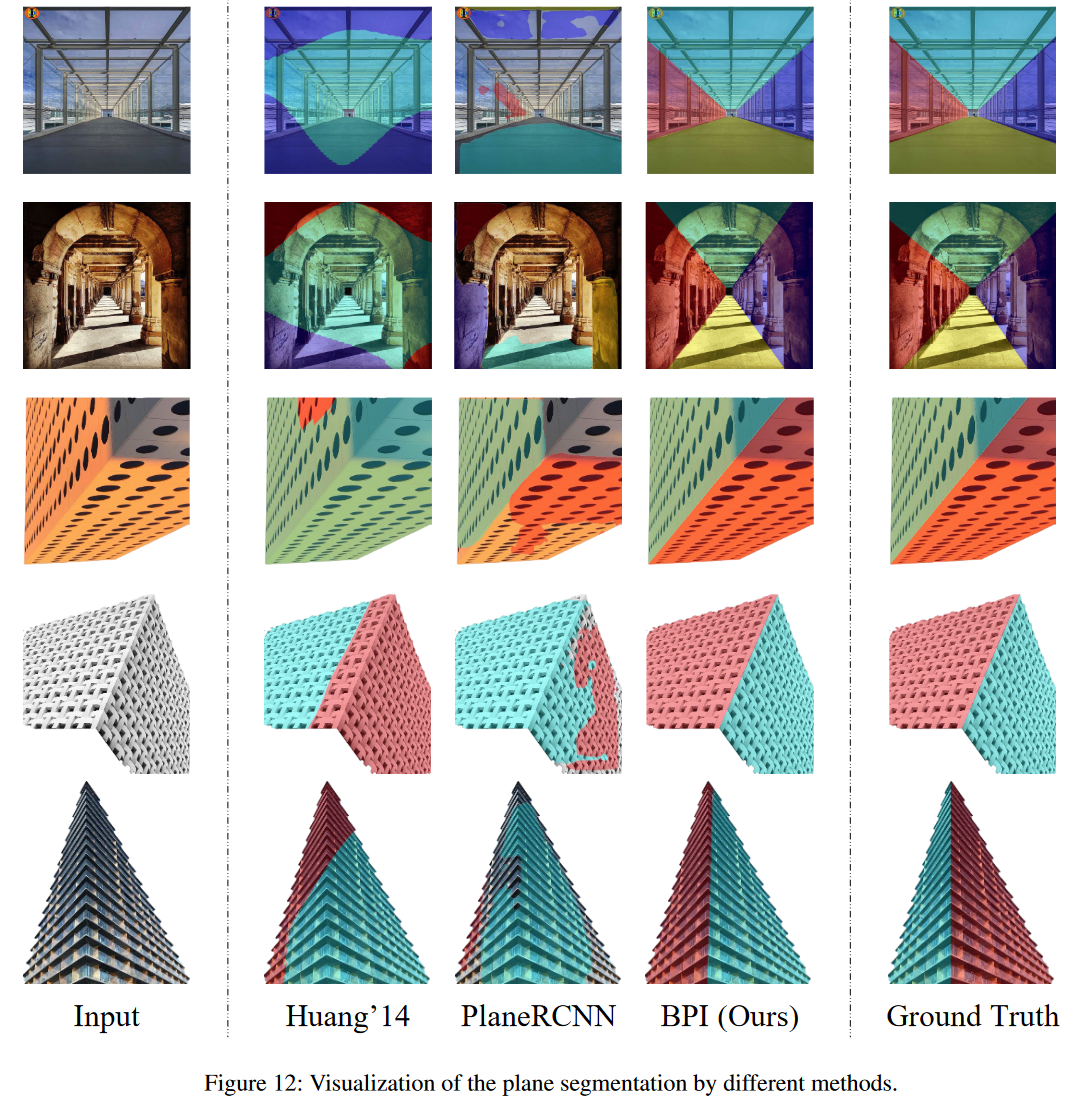 Input
Huang’14
PlaneRCNN
BPI (Ours)
Ground Truth
Figure 12: Visualization of the plane segmentation by different methods.